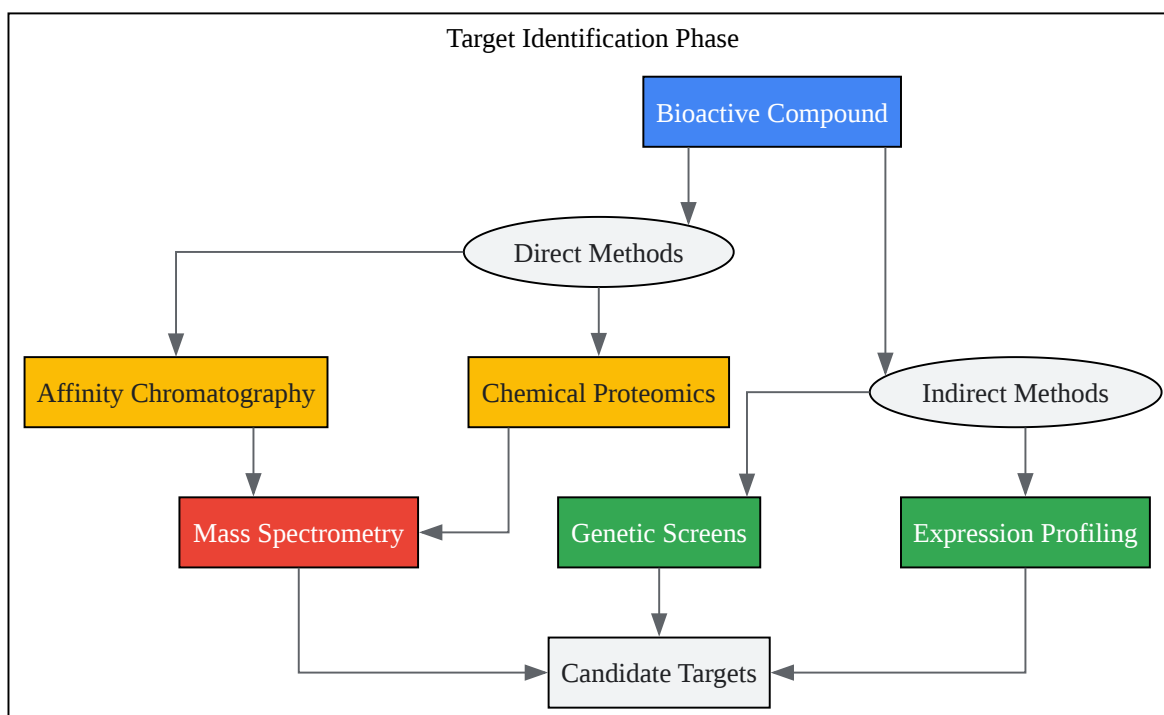 Target Identification Phase
Bioactive Compound
Direct Methods
Affinity Chromatography
Chemical Proteomics
Indirect Methods
Mass Spectrometry
Genetic Screens
Expression Profiling
Candidate Targets